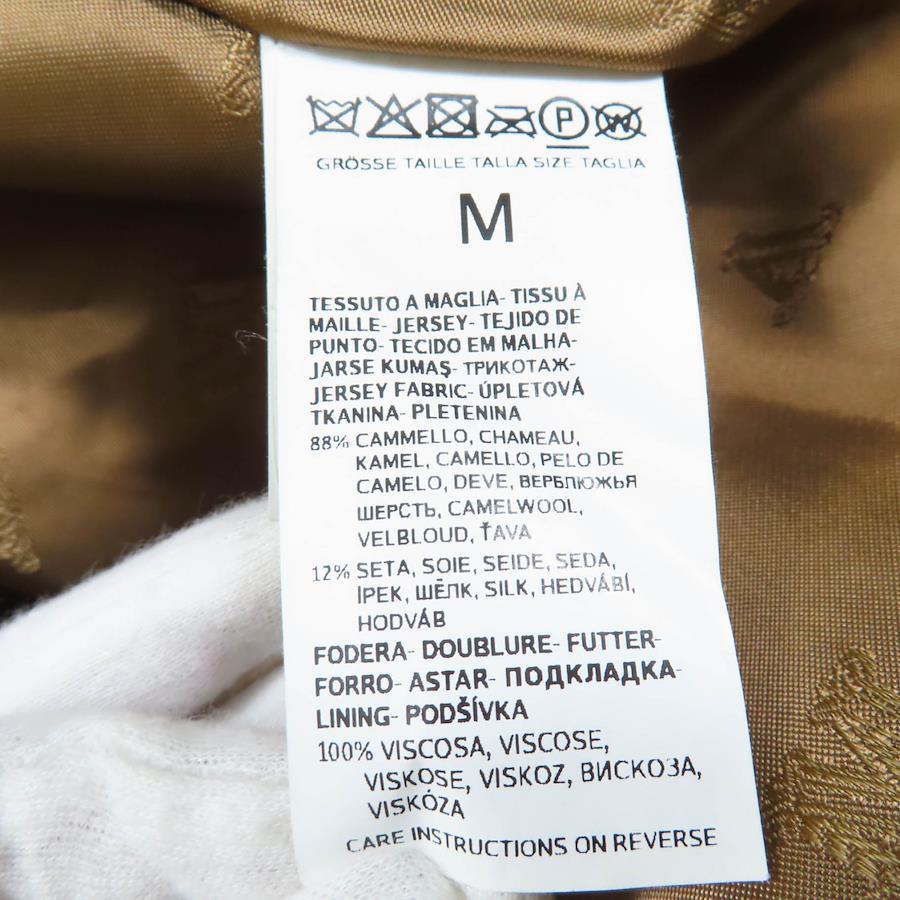 P W
GRÖSSE TAILLE TALLA SIZE TAGLIA
M
TESSUTO A MAGLIA- TISSU À
MAILLE- JERSEY- TEJIDO DE
PUNTO- TECIDO EM MALHA-
JARSE KUMAŞ- ТРИКОТАЖ-
JERSEY FABRIC- ÚPLETOVÁ
TKANINA- PLETENINA
88% CAMMELLO, CHAMEAU,
KAMEL, CAMELLO, PELO DE
CAMELO, DEVE, ВЕРБЛЮЖЬЯ
ШЕРСТЬ, CAMELWOOL,
VELBLOUD, ŤAVA
12% SETA, SOIE, SEIDE, SEDA,
İPEK, ШЁЛК, SILK, HEDVÁBÍ,
HODVÁB
FODERA- DOUBLURE- FUTTER-
FORRO- ASTAR- ПОДКЛАДКА-
LINING- PODŠÍVKA
100% VISCOSA, VISCOSE,
VISKOSE, VISKOZ, ВИСКОЗА,
VISKÓZA
CARE INSTRUCTIONS ON REVERSE